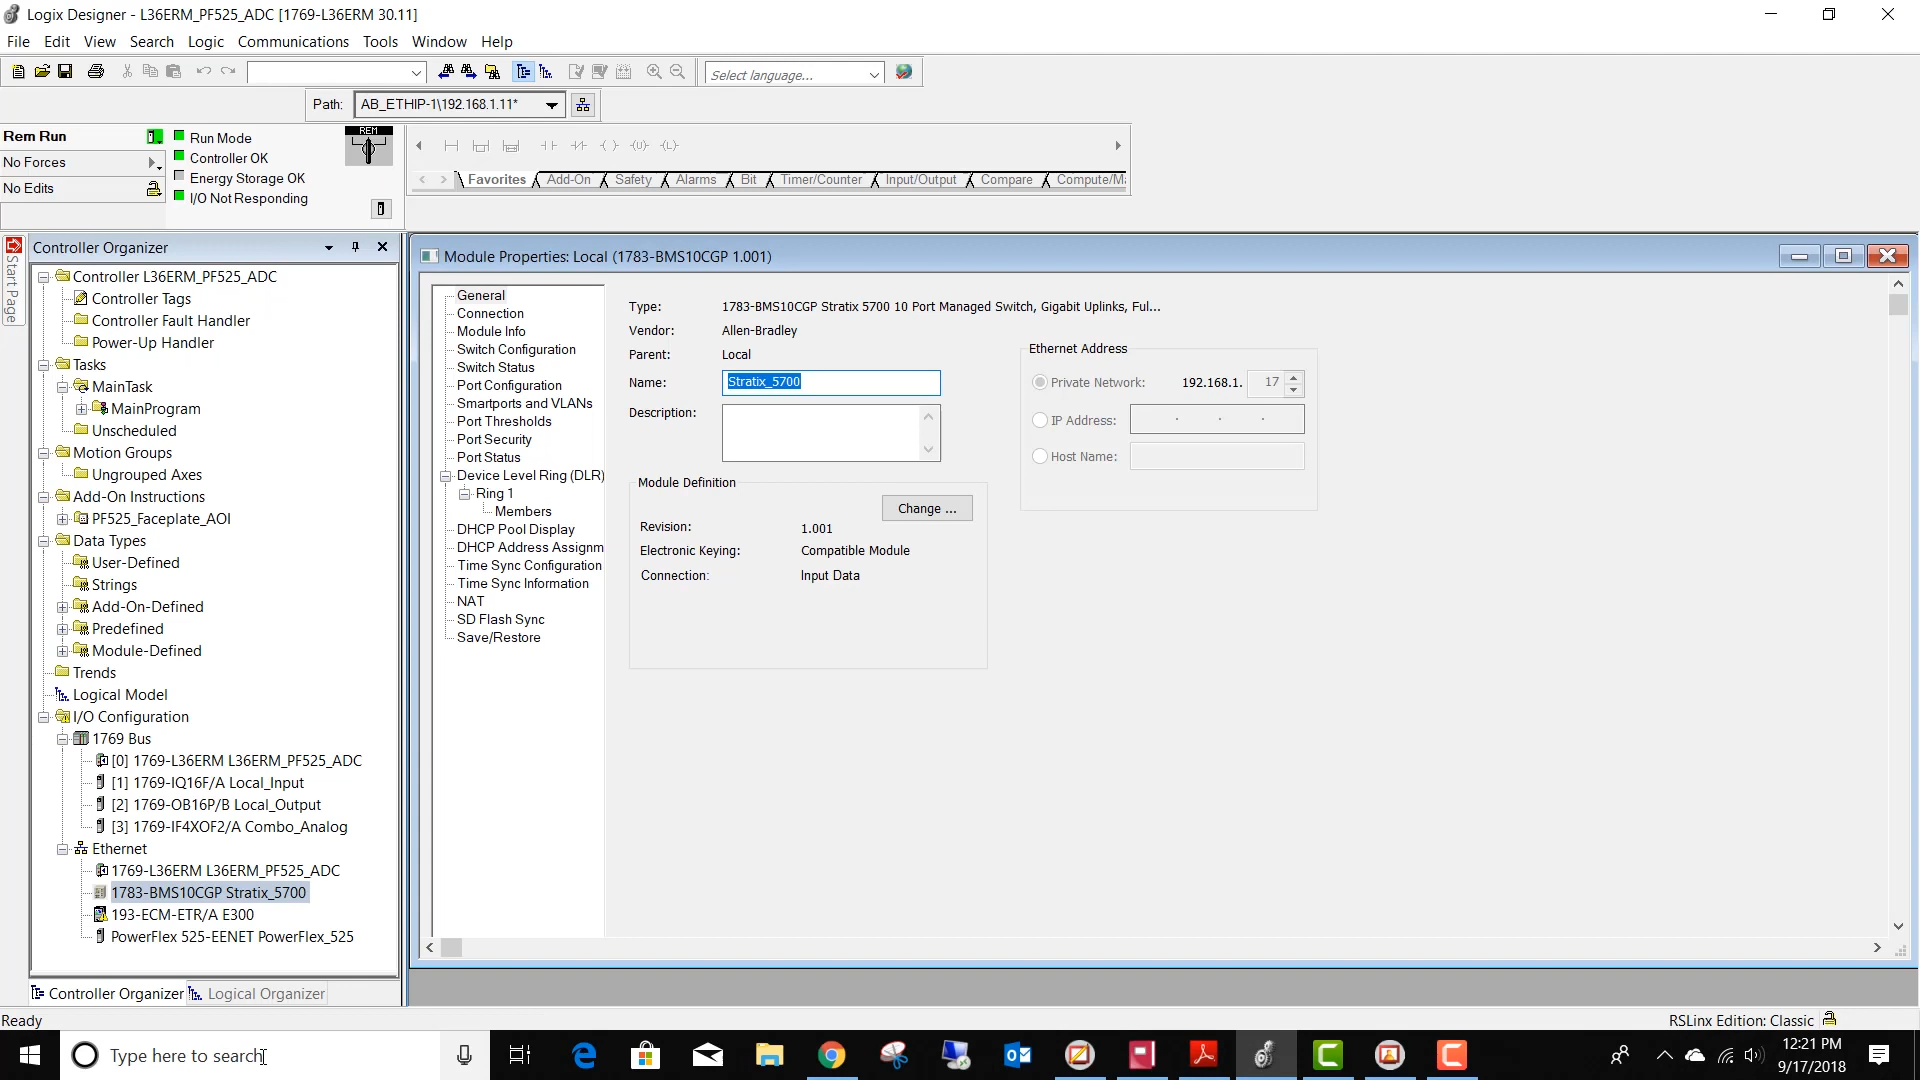 Logix Designer - L36ERM_PF525_ADC [1769-L36ERM 30.11]
File Edit View Search Logic Communications Tools Window Help
Select language...
Path: AB_ETHIP-1\192.168.1.11*
Rem Run
Run Mode
REM
No Forces
Controller OK
Energy Storage OK
No Edits
I/O Not Responding
Favorites Add-On Safety Alarms Bit Timer/Counter Input/Output Compare Compute/Ma
Start Page
Controller Organizer
Controller L36ERM_PF525_ADC
Controller Tags
Controller Fault Handler
Power-Up Handler
Tasks
MainTask
MainProgram
Unscheduled
Motion Groups
Ungrouped Axes
Add-On Instructions
PF525_Faceplate_AOI
Data Types
User-Defined
Strings
Add-On-Defined
Predefined
Module-Defined
Trends
Logical Model
I/O Configuration
1769 Bus
[0] 1769-L36ERM L36ERM_PF525_ADC
[1] 1769-IQ16F/A Local_Input
[2] 1769-OB16P/B Local_Output
[3] 1769-IF4XOF2/A Combo_Analog
Ethernet
1769-L36ERM L36ERM_PF525_ADC
1783-BMS10CGP Stratix_5700
193-ECM-ETR/A E300
PowerFlex 525-EENET PowerFlex_525
Controller Organizer Logical Organizer
Module Properties: Local (1783-BMS10CGP 1.001)
General
Connection
Module Info
Switch Configuration
Switch Status
Port Configuration
Smartports and VLANs
Port Thresholds
Port Security
Port Status
Device Level Ring (DLR)
Ring 1
Members
DHCP Pool Display
DHCP Address Assignm
Time Sync Configuration
Time Sync Information
NAT
SD Flash Sync
Save/Restore
Type: 1783-BMS10CGP Stratix 5700 10 Port Managed Switch, Gigabit Uplinks, Ful...
Vendor: Allen-Bradley
Parent: Local
Name: Stratix_5700
Description:
Module Definition
Change ...
Revision: 1.001
Electronic Keying: Compatible Module
Connection: Input Data
Ethernet Address
Private Network: 192.168.1. 17
IP Address: . . .
Host Name:
Ready
RSLinx Edition: Classic
Type here to search
12:21 PM
9/17/2018